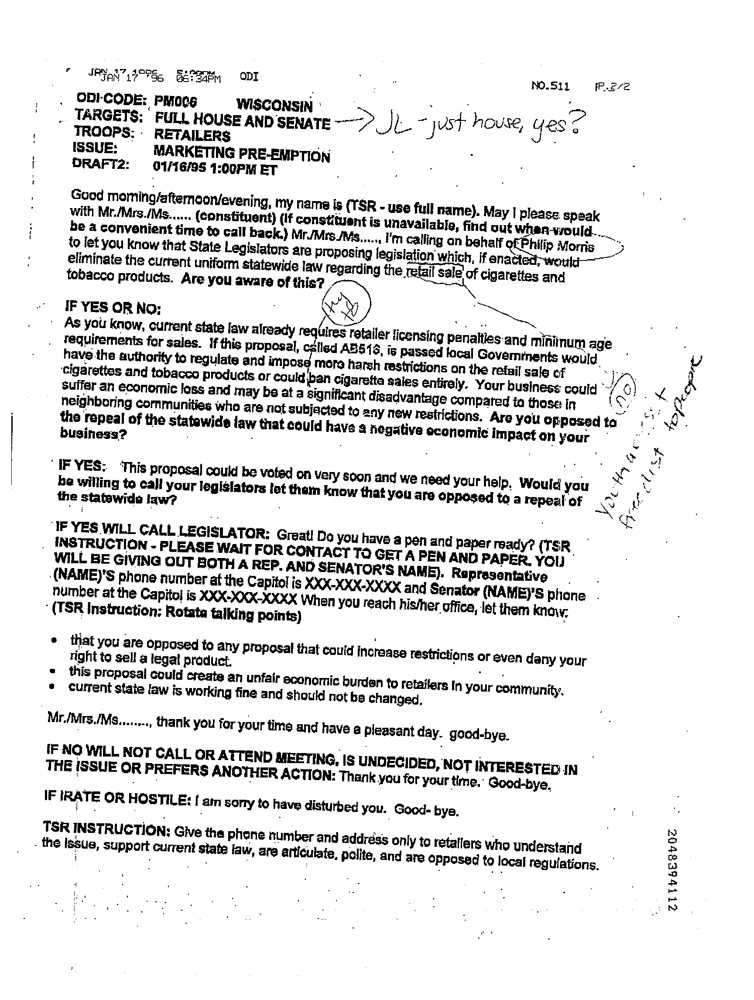 JAN 17 '96 06:34PM ODI
NO.511 P.2/2
ODI-CODE: PM006 WISCONSIN
TARGETS: FULL HOUSE AND SENATE → JL - just house, yes?
TROOPS: RETAILERS
ISSUE: MARKETING PRE-EMPTION
DRAFT2: 01/16/95 1:00PM ET
Good morning/afternoon/evening, my name is (TSR - use full name). May I please speak
with Mr./Mrs./Ms...... (constituent) (If constituent is unavailable, find out when would
be a convenient time to call back.) Mr./Mrs./Ms....., I'm calling on behalf of Philip Morris
to let you know that State Legislators are proposing legislation which, if enacted, would
eliminate the current uniform statewide law regarding the retail sale of cigarettes and
tobacco products. Are you aware of this?
IF YES OR NO:
As you know, current state law already requires retailer licensing penalties and minimum age
requirements for sales. If this proposal, called AB516, is passed local Governments would
have the authority to regulate and impose more harsh restrictions on the retail sale of
cigarettes and tobacco products or could ban cigarette sales entirely. Your business could
suffer an economic loss and may be at a significant disadvantage compared to those in
neighboring communities who are not subjected to any new restrictions. Are you opposed to
the repeal of the statewide law that could have a negative economic impact on your
business?
(no)
IF YES: This proposal could be voted on very soon and we need your help. Would you
be willing to call your legislators let them know that you are opposed to a repeal of
the statewide law?
IF YES WILL CALL LEGISLATOR: Great! Do you have a pen and paper ready? (TSR
INSTRUCTION - PLEASE WAIT FOR CONTACT TO GET A PEN AND PAPER. YOU
WILL BE GIVING OUT BOTH A REP. AND SENATOR'S NAME). Representative
(NAME)'S phone number at the Capitol is XXX-XXX-XXXX and Senator (NAME)'S phone
number at the Capitol is XXX-XXX-XXXX When you reach his/her office, let them know:
(TSR Instruction: Rotate talking points)
• that you are opposed to any proposal that could increase restrictions or even deny your
right to sell a legal product.
• this proposal could create an unfair economic burden to retailers in your community.
• current state law is working fine and should not be changed.
Mr./Mrs./Ms........, thank you for your time and have a pleasant day. good-bye.
IF NO WILL NOT CALL OR ATTEND MEETING, IS UNDECIDED, NOT INTERESTED IN
THE ISSUE OR PREFERS ANOTHER ACTION: Thank you for your time. Good-bye.
IF IRATE OR HOSTILE: I am sorry to have disturbed you. Good- bye.
TSR INSTRUCTION: Give the phone number and address only to retailers who understand
the issue, support current state law, are articulate, polite, and are opposed to local regulations.
2048394112